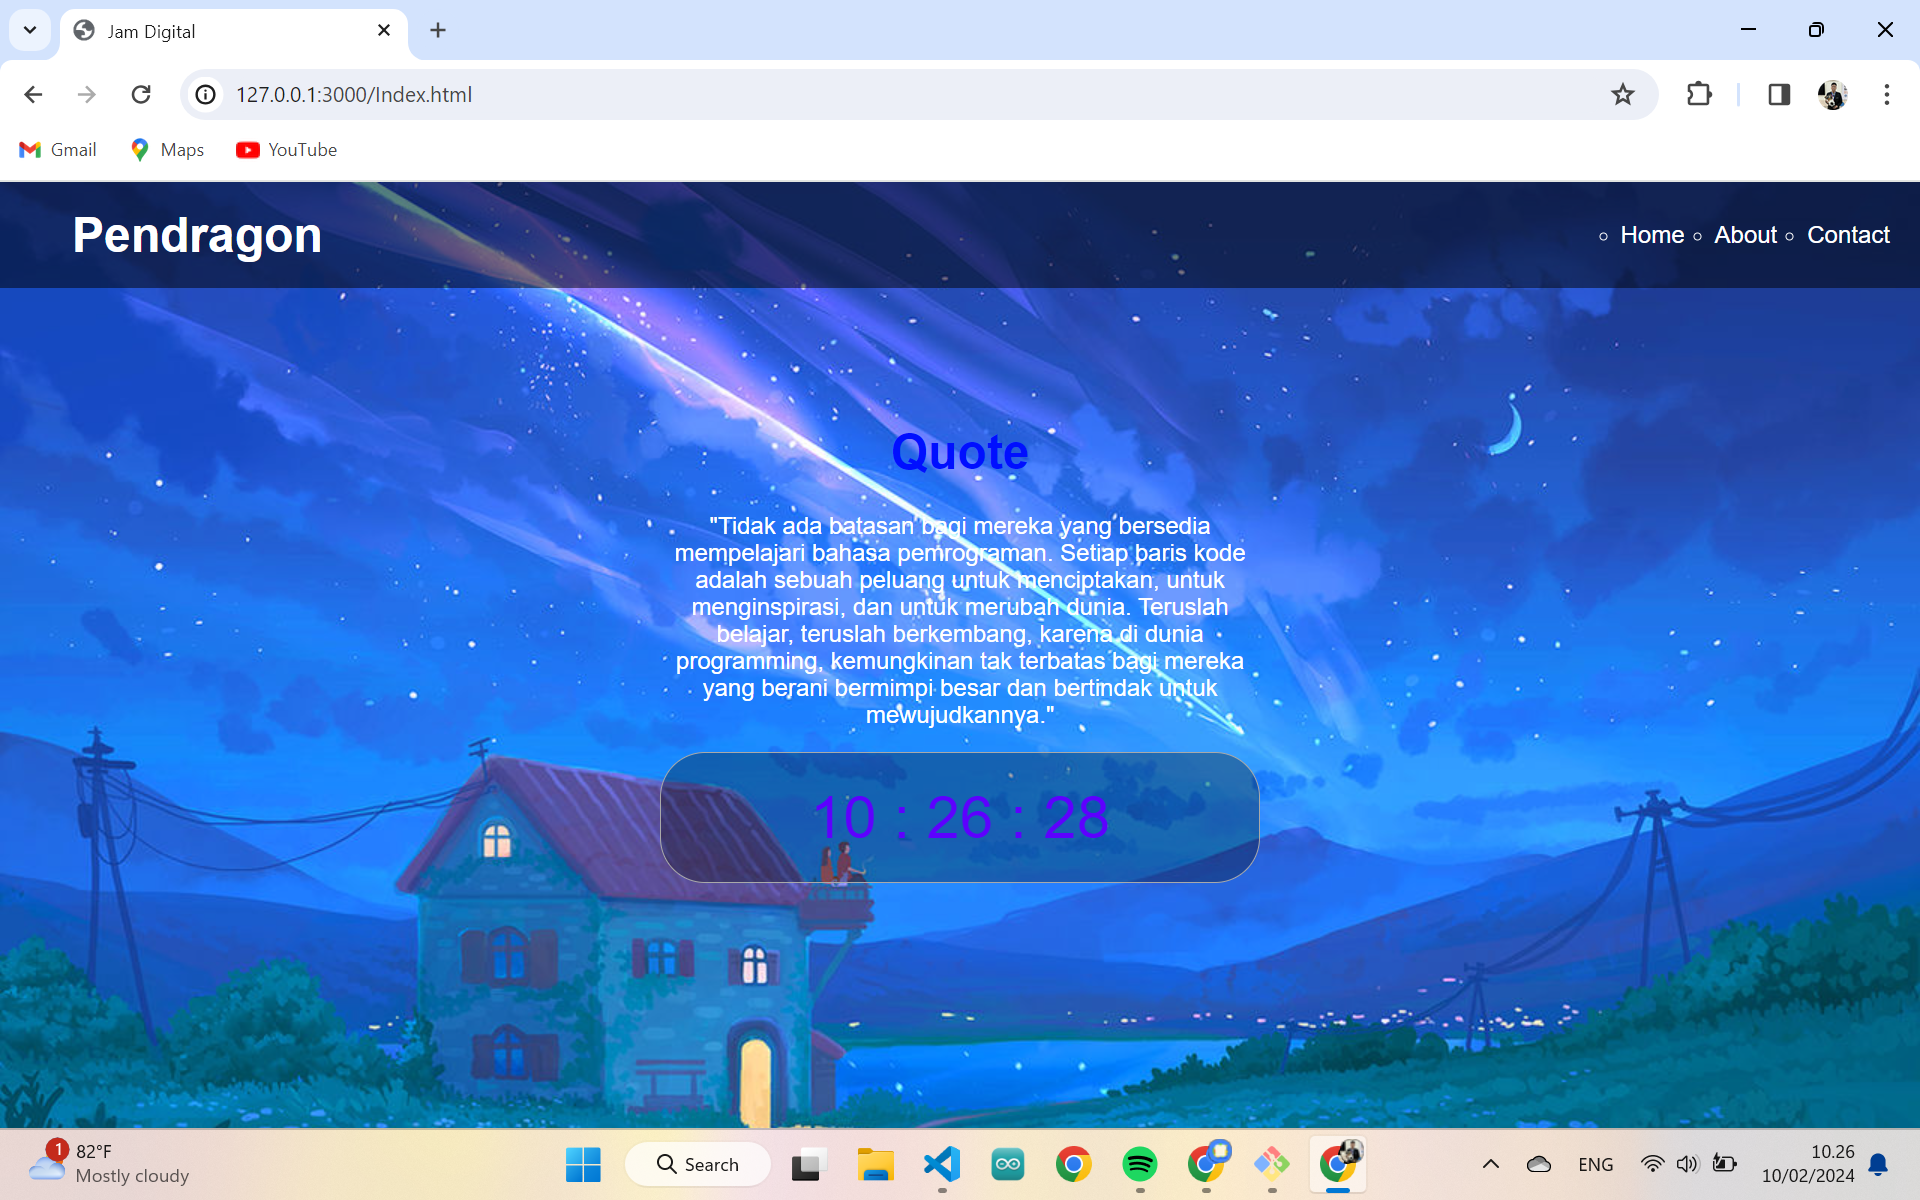 Jam Digital
127.0.0.1:3000/Index.html
Gmail Maps YouTube
Pendragon
Home About Contact
Quote
"Tidak ada batasan bagi mereka yang bersedia
mempelajari bahasa pemrograman. Setiap baris kode
adalah sebuah peluang untuk menciptakan, untuk
menginspirasi, dan untuk merubah dunia. Teruslah
belajar, teruslah berkembang, karena di dunia
programming, kemungkinan tak terbatas bagi mereka
yang berani bermimpi besar dan bertindak untuk
mewujudkannya."
10 : 26 : 28
1
82°F
Mostly cloudy
Search
ENG
10.26
10/02/2024